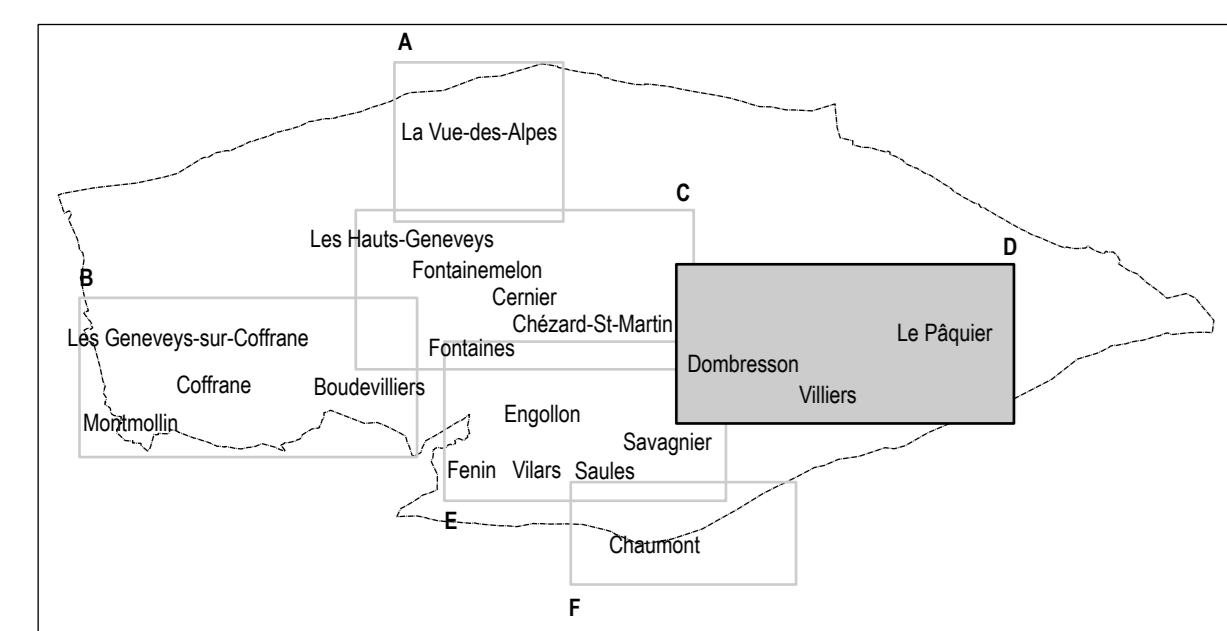 A
La Vue-des-Alpes
C
Les Hauts-Geneveys
D
Fontainemelon
B
Cernier
Chézard-St-Martin
Les Geneveys-sur-Coffrane
Le Pâquier
Fontaines
Dombresson
Coffrane
Boudevilliers
Villiers
Engollon
Montmollin
Savagnier
Fenin Vilars Saules
E
Chaumont
F